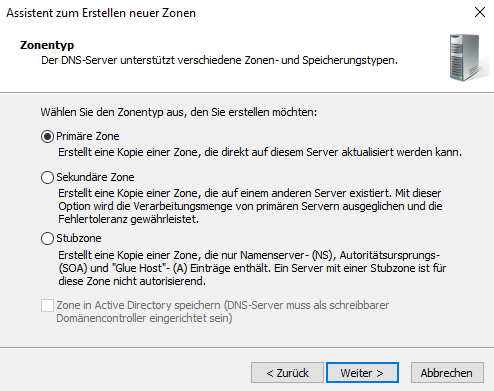 Assistent zum Erstellen neuer Zonen
Zonentyp
Der DNS-Server unterstützt verschiedene Zonen- und Speicherungstypen.
Wählen Sie den Zonentyp aus, den Sie erstellen möchten:
Primäre Zone
Erstellt eine Kopie einer Zone, die direkt auf diesem Server aktualisiert werden kann.
Sekundäre Zone
Erstellt eine Kopie einer Zone, die auf einem anderen Server existiert. Mit dieser
Option wird die Verarbeitungsmenge von primären Servern ausgeglichen und die
Fehlertoleranz gewährleistet.
Stubzone
Erstellt eine Kopie einer Zone, die nur Namenserver- (NS), Autoritätsursprungs-
(SOA) und "Glue Host"- (A) Einträge enthält. Ein Server mit einer Stubzone ist für
diese Zone nicht autorisierend.
Zone in Active Directory speichern (DNS-Server muss als schreibbarer
Domänencontroller eingerichtet sein)
< Zurück
Weiter >
Abbrechen